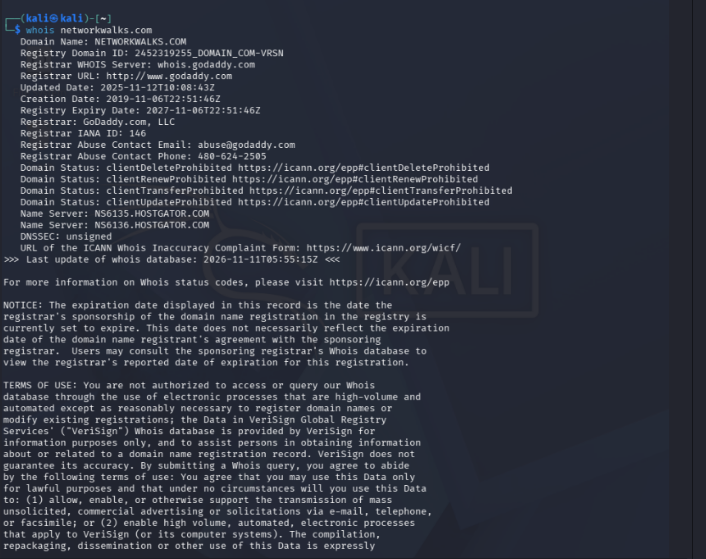 (kali㉿kali)-[~]
$ whois networkwalks.com
Domain Name: NETWORKWALKS.COM
Registry Domain ID: 2452319255_DOMAIN_COM-VRSN
Registrar WHOIS Server: whois.godaddy.com
Registrar URL: http://www.godaddy.com
Updated Date: 2025-11-12T10:08:43Z
Creation Date: 2019-11-06T22:51:46Z
Registry Expiry Date: 2027-11-06T22:51:46Z
Registrar: GoDaddy.com, LLC
Registrar IANA ID: 146
Registrar Abuse Contact Email: abuse@godaddy.com
Registrar Abuse Contact Phone: 480-624-2505
Domain Status: clientDeleteProhibited https://icann.org/epp#clientDeleteProhibited
Domain Status: clientRenewProhibited https://icann.org/epp#clientRenewProhibited
Domain Status: clientTransferProhibited https://icann.org/epp#clientTransferProhibited
Domain Status: clientUpdateProhibited https://icann.org/epp#clientUpdateProhibited
Name Server: NS6135.HOSTGATOR.COM
Name Server: NS6136.HOSTGATOR.COM
DNSSEC: unsigned
URL of the ICANN Whois Inaccuracy Complaint Form: https://www.icann.org/wicf/
>>> Last update of whois database: 2026-11-11T05:55:15Z <<<
For more information on Whois status codes, please visit https://icann.org/epp
NOTICE: The expiration date displayed in this record is the date the
registrar's sponsorship of the domain name registration in the registry is
currently set to expire. This date does not necessarily reflect the expiration
date of the domain name registrant's agreement with the sponsoring
registrar.  Users may consult the sponsoring registrar's Whois database to
view the registrar's reported date of expiration for this registration.
TERMS OF USE: You are not authorized to access or query our Whois
database through the use of electronic processes that are high-volume and
automated except as reasonably necessary to register domain names or
modify existing registrations; the Data in VeriSign Global Registry
Services' ("VeriSign") Whois database is provided by VeriSign for
information purposes only, and to assist persons in obtaining information
about or related to a domain name registration record. VeriSign does not
guarantee its accuracy. By submitting a Whois query, you agree to abide
by the following terms of use: You agree that you may use this Data only
for lawful purposes and that under no circumstances will you use this Data
to: (1) allow, enable, or otherwise support the transmission of mass
unsolicited, commercial advertising or solicitations via e-mail, telephone,
or facsimile; or (2) enable high volume, automated, electronic processes
that apply to VeriSign (or its computer systems). The compilation,
repackaging, dissemination or other use of this Data is expressly
KALI